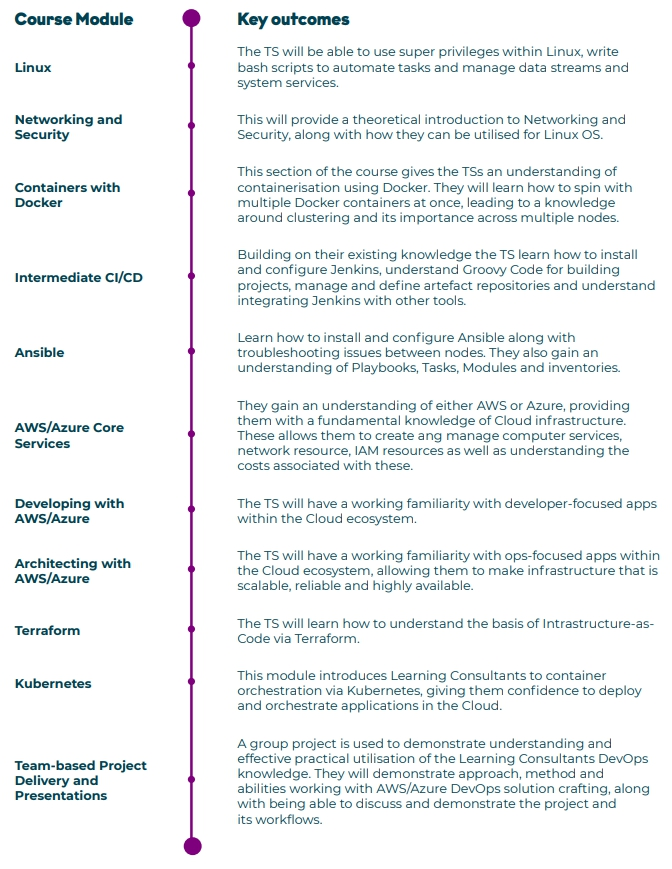 Course Module
Key outcomes
Linux
The TS will be able to use super privileges within Linux, write
bash scripts to automate tasks and manage data streams and
system services.
Networking and
Security
This will provide a theoretical introduction to Networking and
Security, along with how they can be utilised for Linux OS.
Containers with
Docker
This section of the course gives the TSs an understanding of
containerisation using Docker. They will learn how to spin with
multiple Docker containers at once, leading to a knowledge
around clustering and its importance across multiple nodes.
Intermediate CI/CD
Building on their existing knowledge the TS learn how to install
and configure Jenkins, understand Groovy Code for building
projects, manage and define artefact repositories and understand
integrating Jenkins with other tools.
Ansible
Learn how to install and configure Ansible along with
troubleshooting issues between nodes. They also gain an
understanding of Playbooks, Tasks, Modules and inventories.
AWS/Azure Core
Services
They gain an understanding of either AWS or Azure, providing
them with a fundamental knowledge of Cloud infrastructure.
These allows them to create ang manage computer services,
network resource, IAM resources as well as understanding the
costs associated with these.
Developing with
AWS/Azure
The TS will have a working familiarity with developer-focused apps
within the Cloud ecosystem.
Architecting with
AWS/Azure
The TS will have a working familiarity with ops-focused apps within
the Cloud ecosystem, allowing them to make infrastructure that is
scalable, reliable and highly available.
Terraform
The TS will learn how to understand the basis of Intrastructure-as-
Code via Terraform.
Kubernetes
This module introduces Learning Consultants to container
orchestration via Kubernetes, giving them confidence to deploy
and orchestrate applications in the Cloud.
Team-based Project
Delivery and
Presentations
A group project is used to demonstrate understanding and
effective practical utilisation of the Learning Consultants DevOps
knowledge. They will demonstrate approach, method and
abilities working with AWS/Azure DevOps solution crafting, along
with being able to discuss and demonstrate the project and
its workflows.